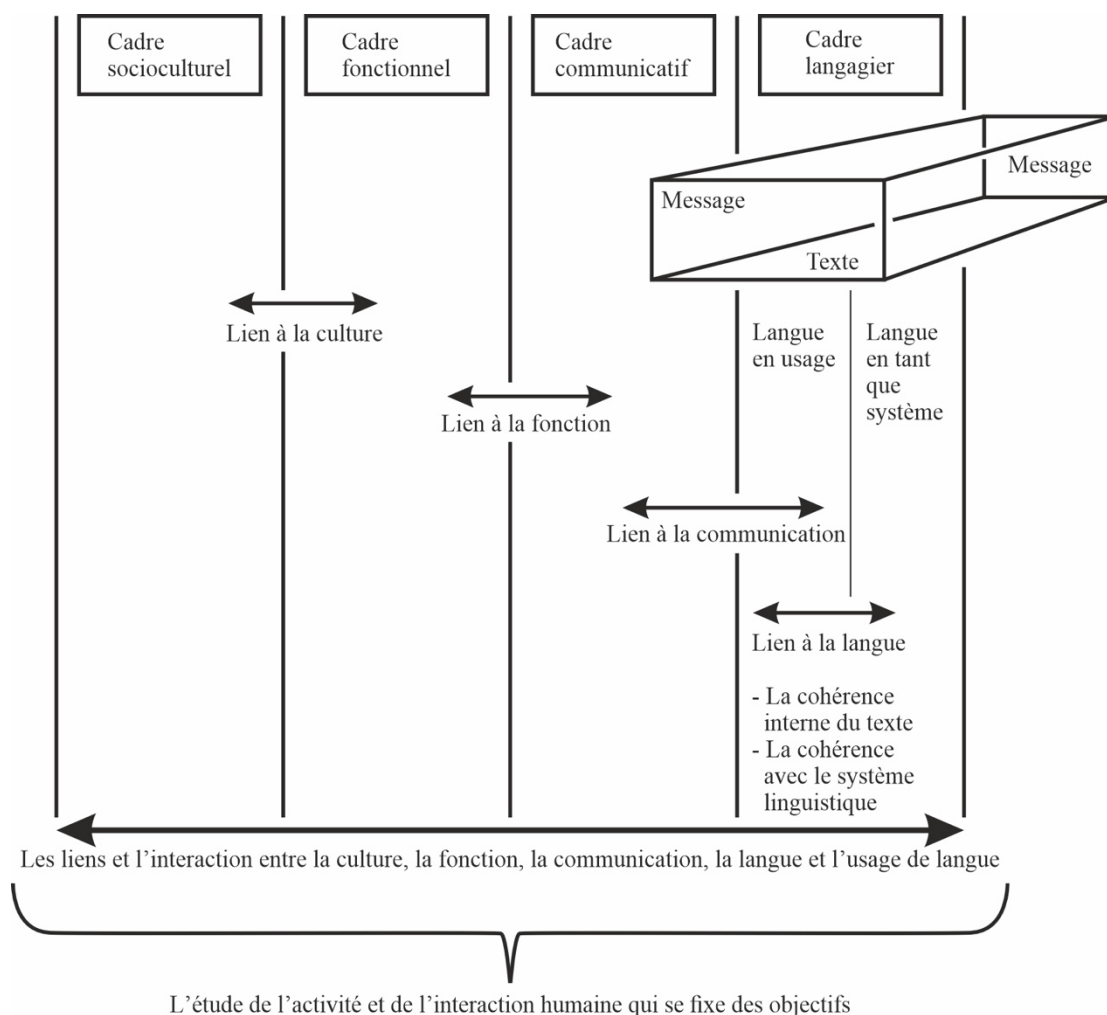 Cadre
socioculturel
Cadre
fonctionnel
Cadre
communicatif
Cadre
langagier
Message
Message
Texte
Lien à la culture
Langue
en usage
Langue
en tant
que
système
Lien à la fonction
Lien à la communication
Lien à la langue
- La cohérence
interne du texte
- La cohérence
avec le système
linguistique
Les liens et l’interaction entre la culture, la fonction, la communication, la langue et l’usage de langue
L’étude de l’activité et de l’interaction humaine qui se fixe des objectifs